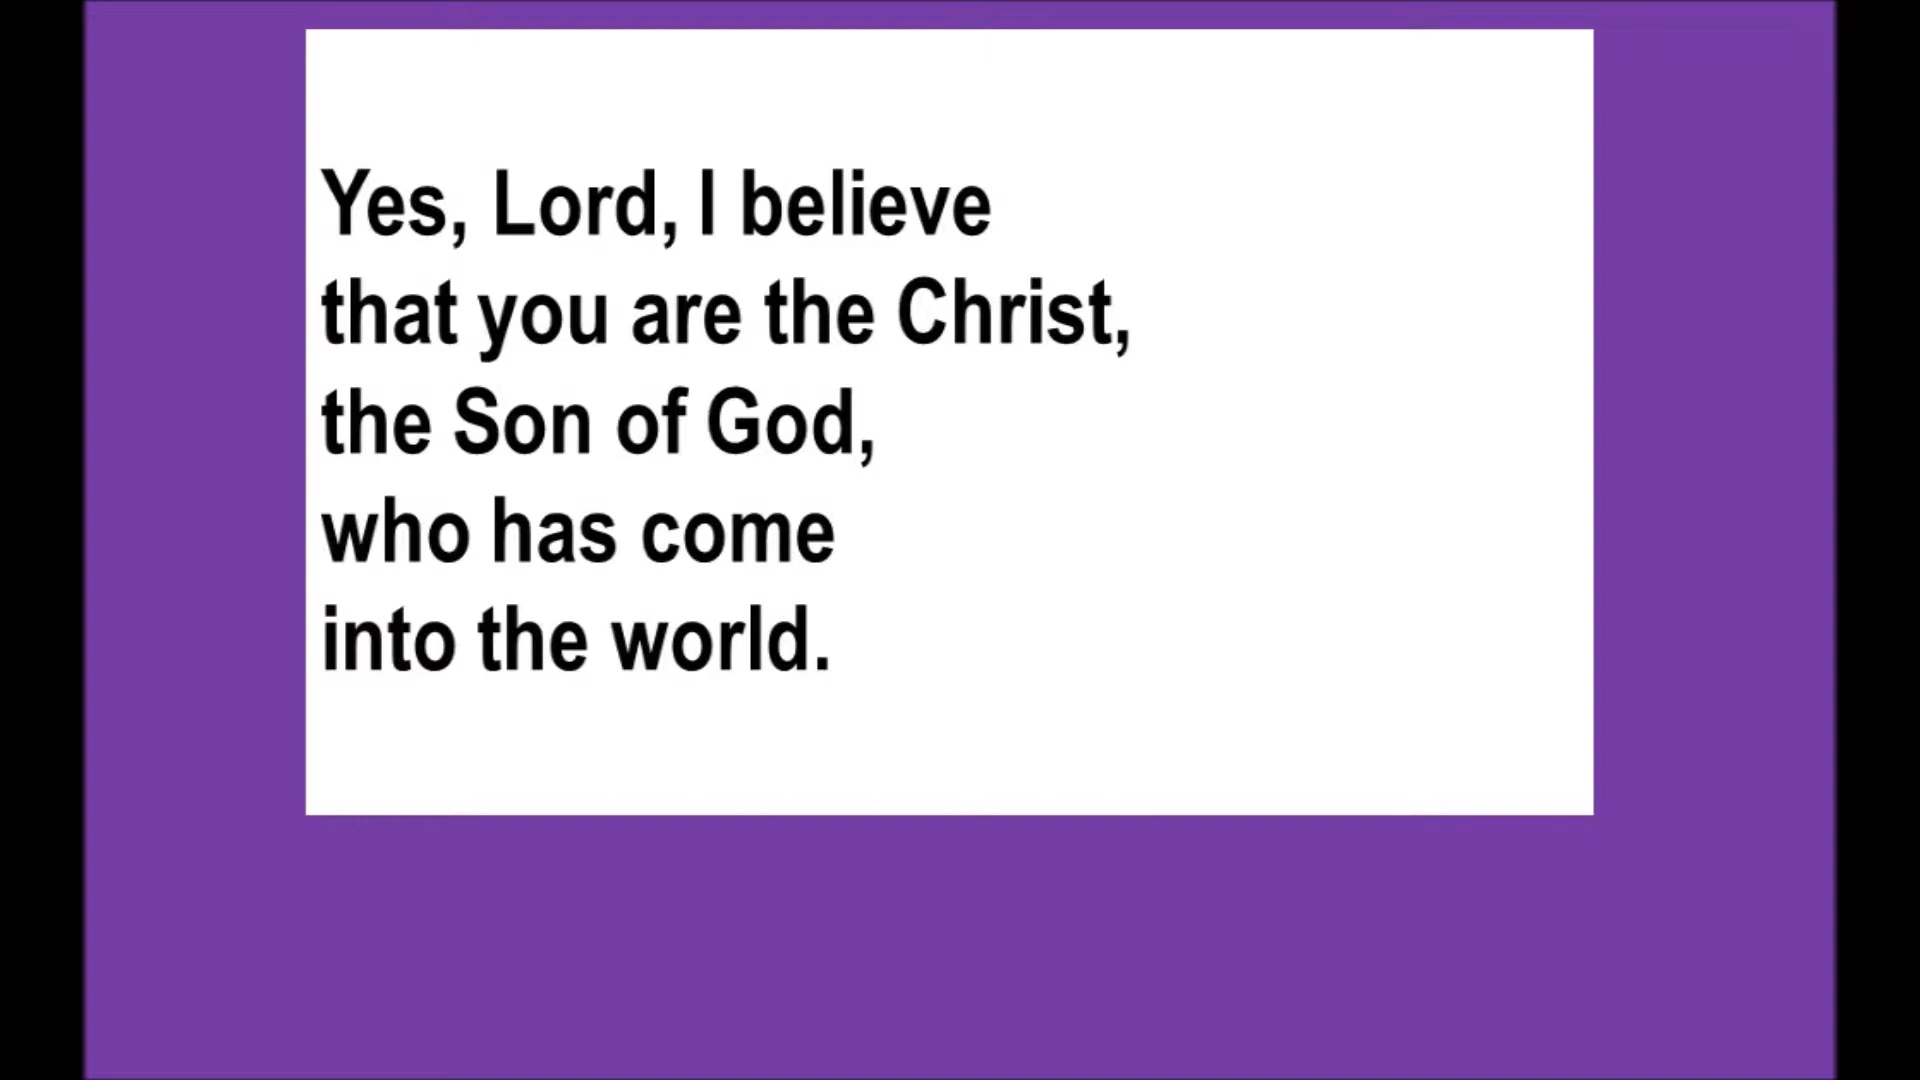 Yes, Lord, I believe
that you are the Christ,
the Son of God,
who has come
into the world.